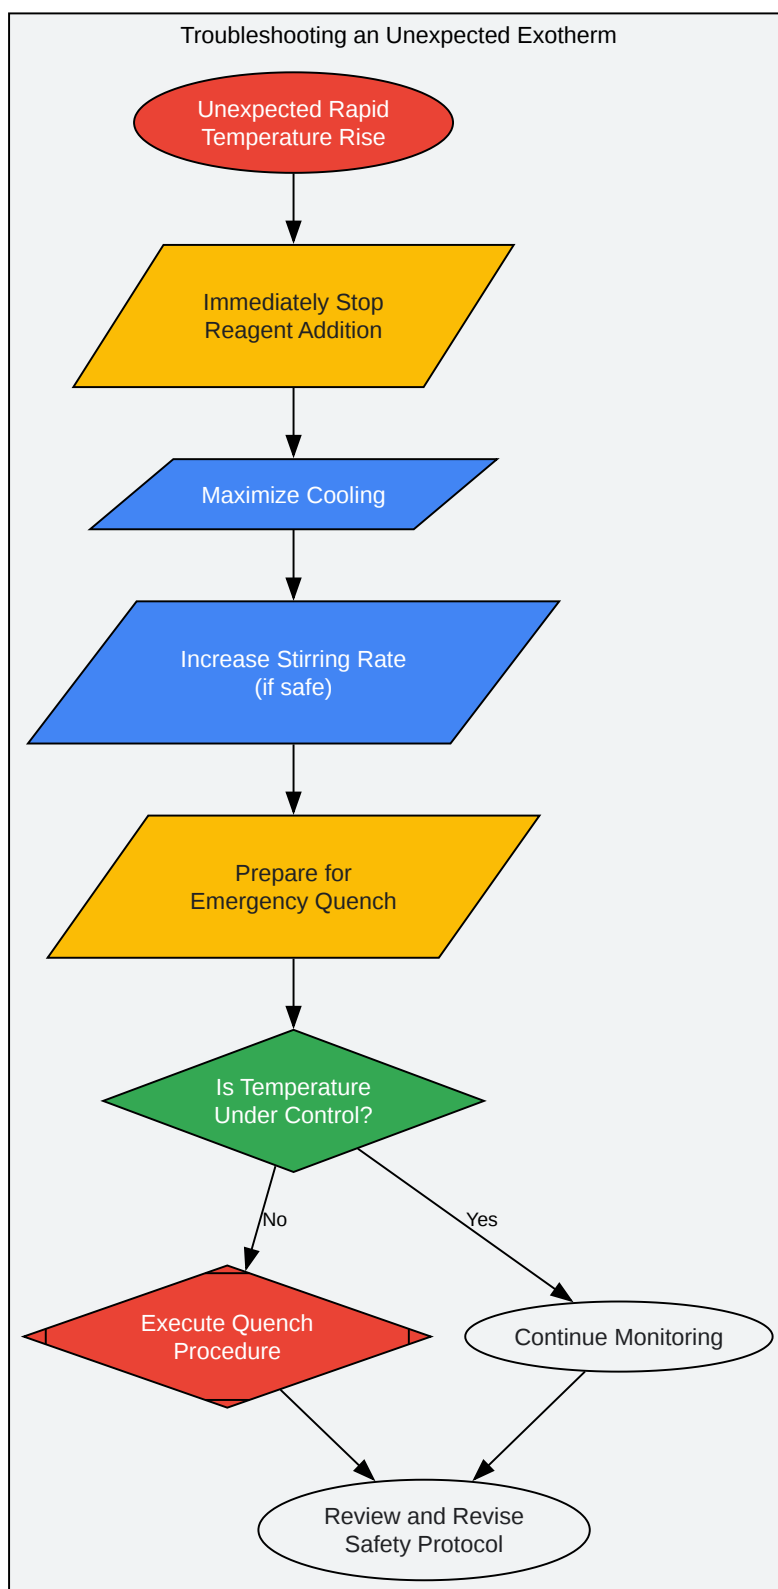 Troubleshooting an Unexpected Exotherm
Unexpected Rapid
Temperature Rise
Immediately Stop
Reagent Addition
Maximize Cooling
Increase Stirring Rate
(if safe)
Prepare for
Emergency Quench
Is Temperature
Under Control?
No
Yes
Execute Quench
Procedure
Continue Monitoring
Review and Revise
Safety Protocol